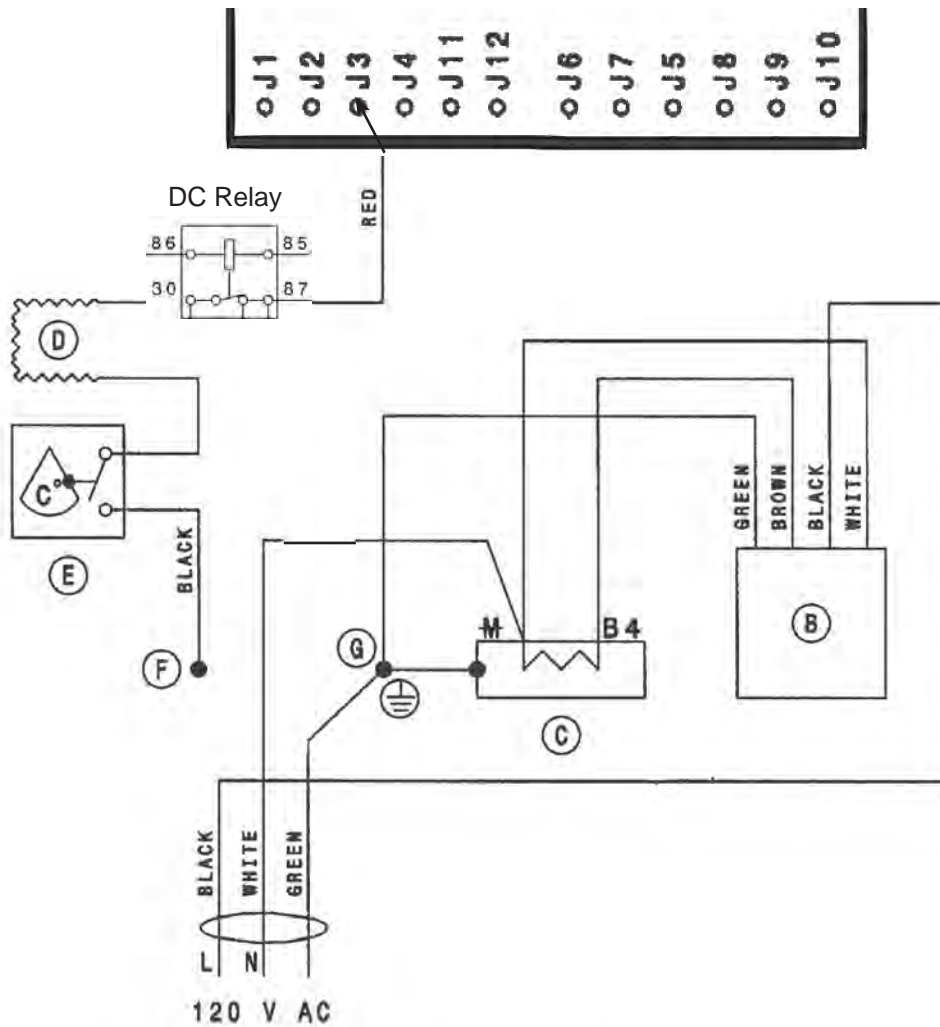 J1 J2 J3 J4 J11 J12 J6 J7 J5 J8 J9 J10
DC Relay
RED
86 85
30 87
D
GREEN BROWN BLACK WHITE
C°
BLACK
E
B
M B4
G
F
C
BLACK WHITE GREEN
L N
120 V AC